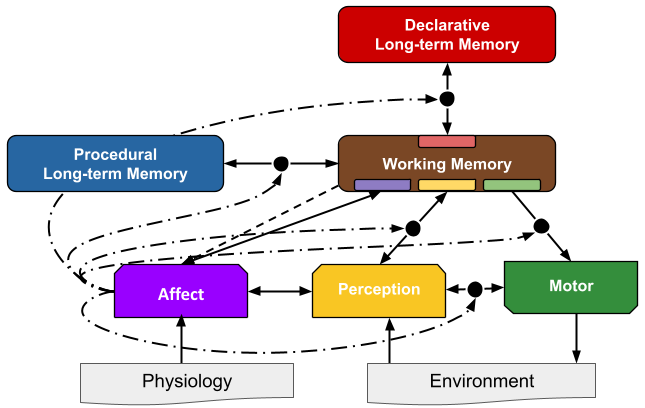 Declarative
Long-term Memory
Procedural
Long-term Memory
Working Memory
Affect
Perception
Motor
Physiology
Environment